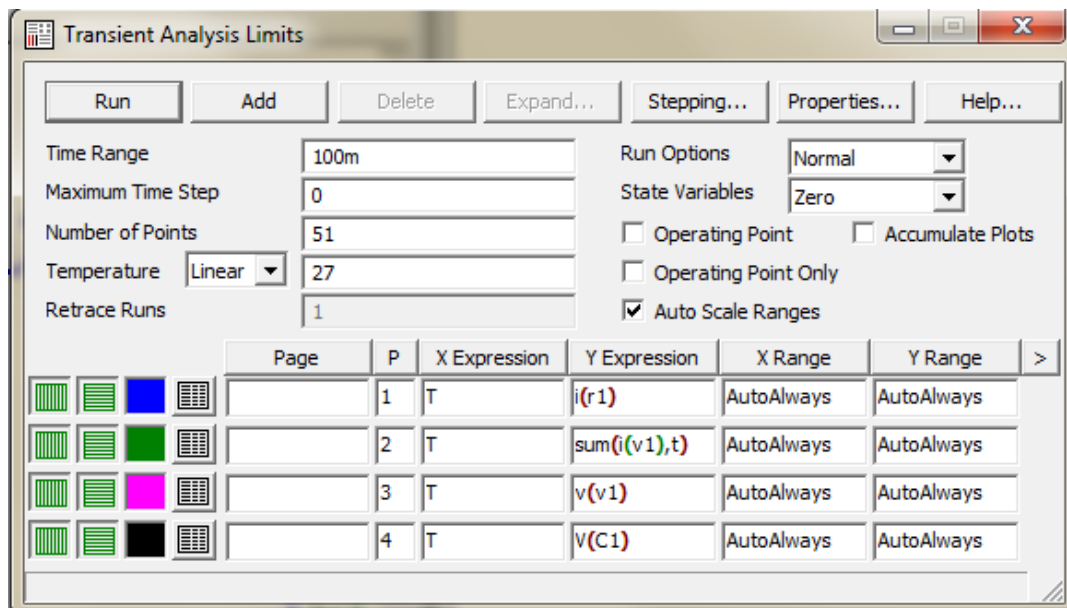 Transient Analysis Limits
Run Add Delete Expand... Stepping... Properties... Help...
Time Range 100m Run Options Normal
Maximum Time Step 0 State Variables Zero
Number of Points 51 Operating Point Accumulate Plots
Temperature Linear 27 Operating Point Only
Retrace Runs 1 Auto Scale Ranges
Page P X Expression Y Expression X Range Y Range >
1 T i(r1) AutoAlways AutoAlways
2 T sum(i(v1),t) AutoAlways AutoAlways
3 T v(v1) AutoAlways AutoAlways
4 T V(C1) AutoAlways AutoAlways